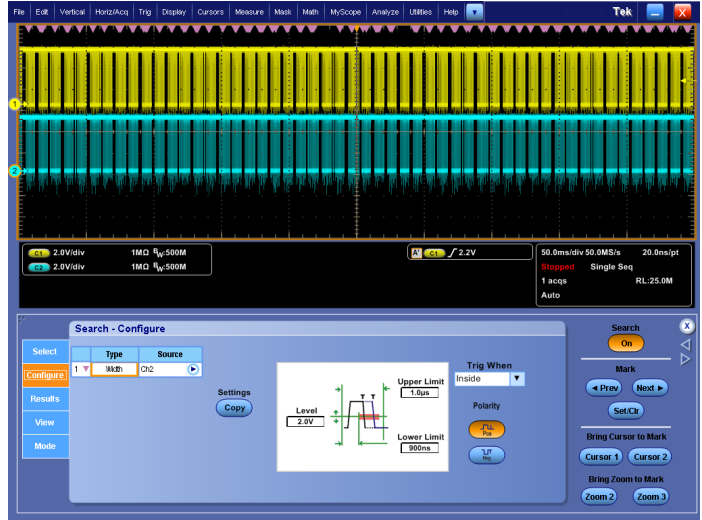 File Edit Vertical Horiz/Acq Trig Display Cursors Measure Mask Math MyScope Analyze Utilities Help Tek X
1
2
C1 2.0V/div 1MΩ BW:500M
C2 2.0V/div 1MΩ BW:500M
A' C1 2.2V
50.0ms/div 50.0MS/s 20.0ns/pt
Stopped Single Seq
1 acqs RL:25.0M
Auto
Search - Configure
Select
Configure
Results
View
Mode
Type Source
1 Width Ch2
Settings
Copy
Level
2.0V
T T
Upper Limit
1.0µs
Lower Limit
900ns
Trig When
Inside
Polarity
Pos
Neg
Search
On
X
Mark
Prev Next
Set/Clr
Bring Cursor to Mark
Cursor 1 Cursor 2
Bring Zoom to Mark
Zoom 2 Zoom 3